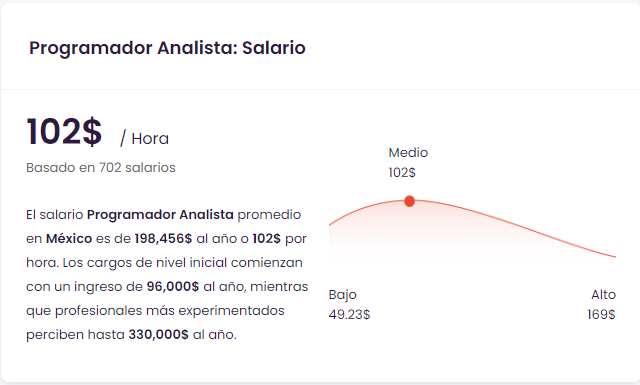 Programador Analista: Salario
102$ / Hora
Basado en 702 salarios
El salario Programador Analista promedio
en México es de 198,456$ al año o 102$ por
hora. Los cargos de nivel inicial comienzan
con un ingreso de 96,000$ al año, mientras
que profesionales más experimentados
perciben hasta 330,000$ al año.
Medio
102$
Bajo
49.23$
Alto
169$